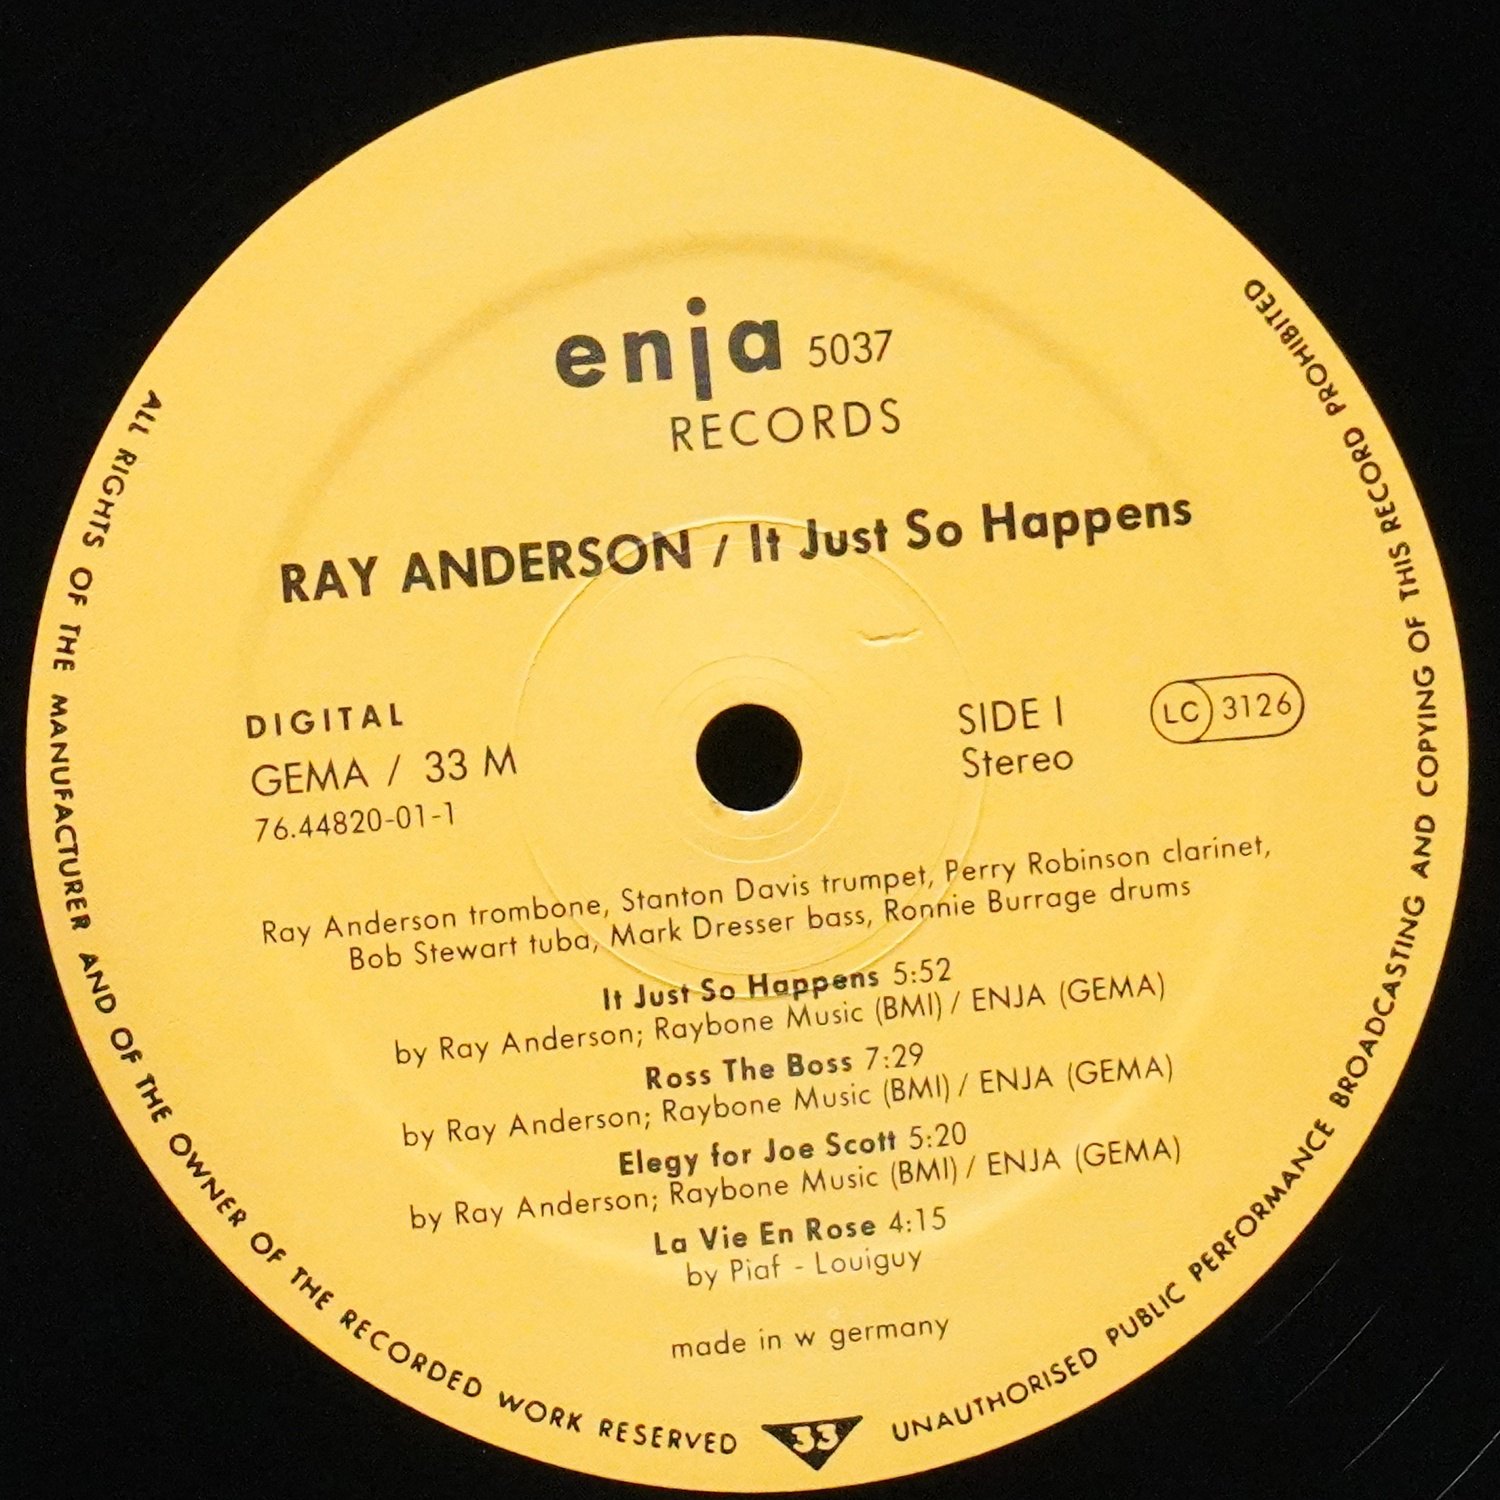 enja 5037
RECORDS
RAY ANDERSON / It Just So Happens
DIGITAL
GEMA / 33 M
76.44820-01-1
SIDE I
Stereo
LC 3126
Ray Anderson trombone, Stanton Davis trumpet, Perry Robinson clarinet,
Bob Stewart tuba, Mark Dresser bass, Ronnie Burrage drums
It Just So Happens 5:52
by Ray Anderson; Raybone Music (BMI) / ENJA (GEMA)
Ross The Boss 7:29
by Ray Anderson; Raybone Music (BMI) / ENJA (GEMA)
Elegy for Joe Scott 5:20
by Ray Anderson; Raybone Music (BMI) / ENJA (GEMA)
La Vie En Rose 4:15
by Piaf - Louiguy
made in w germany
ALL RIGHTS OF THE MANUFACTURER AND OF THE OWNER OF THE RECORDED WORK RESERVED
33
UNAUTHORISED PUBLIC PERFORMANCE BROADCASTING AND COPYING OF THIS RECORD PROHIBITED